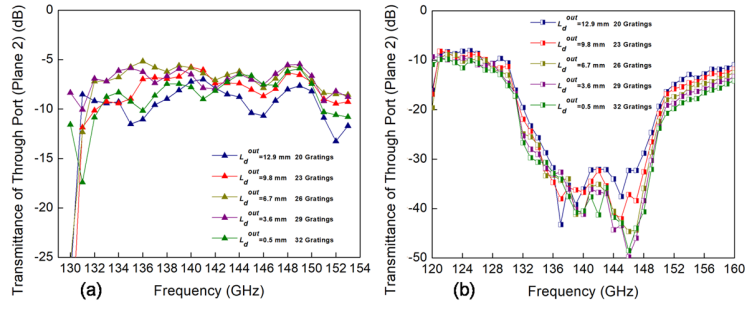 Transmittance of Through Port (Plane 2) (dB)
0
-5
-10
-15
-20
-25
L_d^out=12.9 mm 20 Gratings
L_d^out=9.8 mm 23 Gratings
L_d^out=6.7 mm 26 Gratings
L_d^out=3.6 mm 29 Gratings
L_d^out=0.5 mm 32 Gratings
130 132 134 136 138 140 142 144 146 148 150 152 154
(a)
Frequency (GHz)
Transmittance of Through Port (Plane 2) (dB)
0
-10
-20
-30
-40
-50
L_d^out=12.9 mm 20 Gratings
L_d^out=9.8 mm 23 Gratings
L_d^out=6.7 mm 26 Gratings
L_d^out=3.6 mm 29 Gratings
L_d^out=0.5 mm 32 Gratings
120 124 128 132 136 140 144 148 152 156 160
(b)
Frequency (GHz)